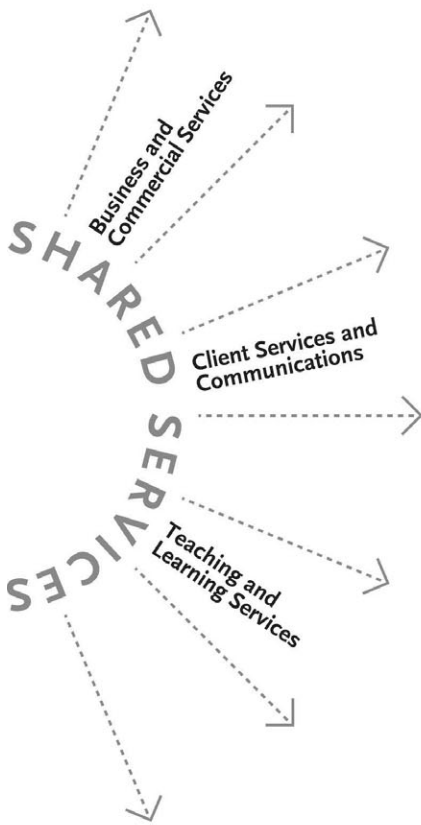 SHARED SERVICES
Business and
Commercial Services
Client Services and
Communications
Teaching and
Learning Services